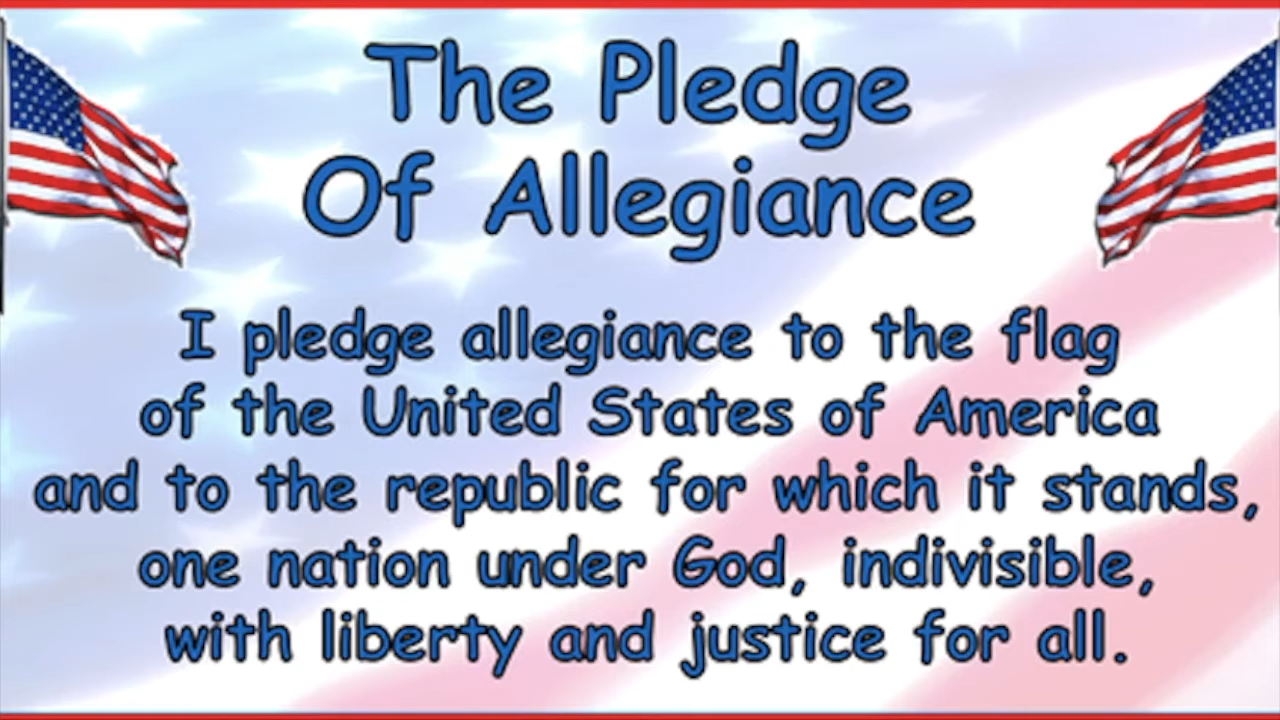 The Pledge
Of Allegiance
I pledge allegiance to the flag
of the United States of America
and to the republic for which it stands,
one nation under God, indivisible,
with liberty and justice for all.